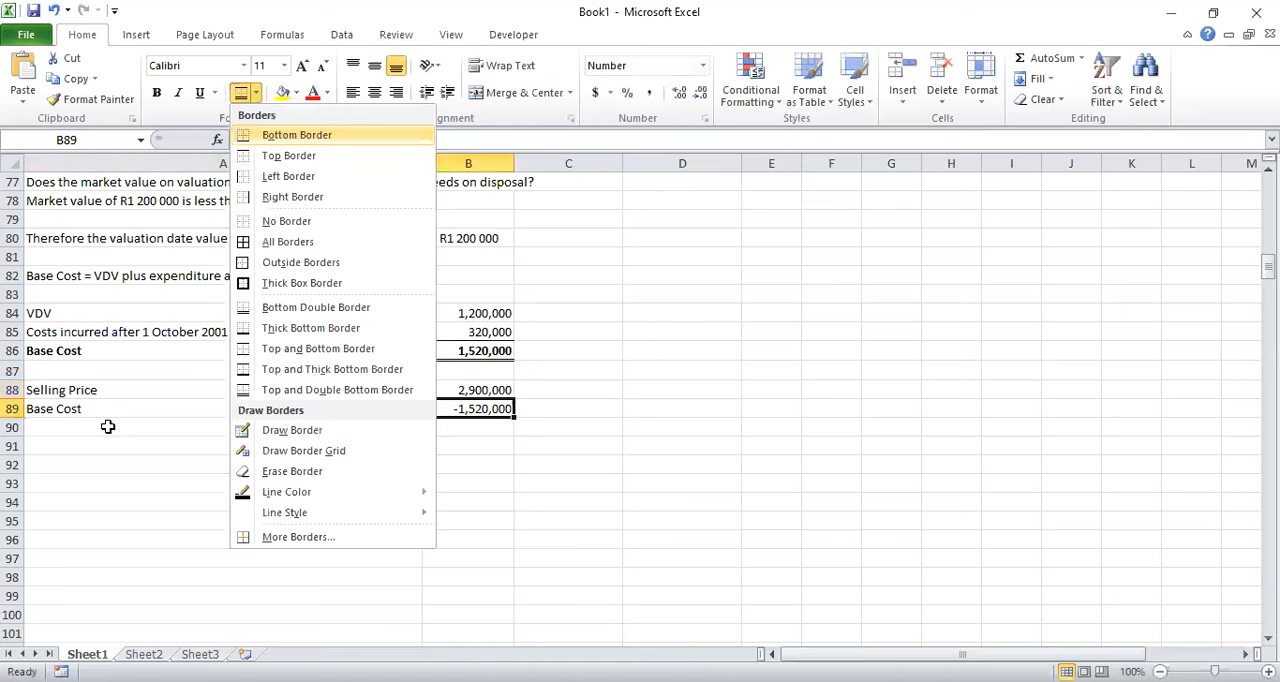 Book1 - Microsoft Excel
File Home Insert Page Layout Formulas Data Review View Developer
Paste
Cut
Copy
Format Painter
Clipboard
Calibri 11 A A
B I U A
Wrap Text
Merge & Center
Number
$ % ,
Number
Conditional Formatting
Format as Table
Cell Styles
Styles
Insert Delete Format
Cells
Σ AutoSum
Fill
Clear
Sort & Filter
Find & Select
Editing
B89
fx
Borders
Bottom Border
Top Border
Left Border
Right Border
No Border
All Borders
Outside Borders
Thick Box Border
Bottom Double Border
Thick Bottom Border
Top and Bottom Border
Top and Thick Bottom Border
Top and Double Bottom Border
Draw Borders
Draw Border
Draw Border Grid
Erase Border
Line Color
Line Style
More Borders...
A B C D E F G H I J K L M
77 Does the market value on valuation eeds on disposal?
78 Market value of R1 200 000 is less th
79
80 Therefore the valuation date value R1 200 000
81
82 Base Cost = VDV plus expenditure a
83
84 VDV 1,200,000
85 Costs incurred after 1 October 2001 320,000
86 Base Cost 1,520,000
87
88 Selling Price 2,900,000
89 Base Cost -1,520,000
90
91
92
93
94
95
96
97
98
99
100
101
Sheet1 Sheet2 Sheet3
Ready 100%